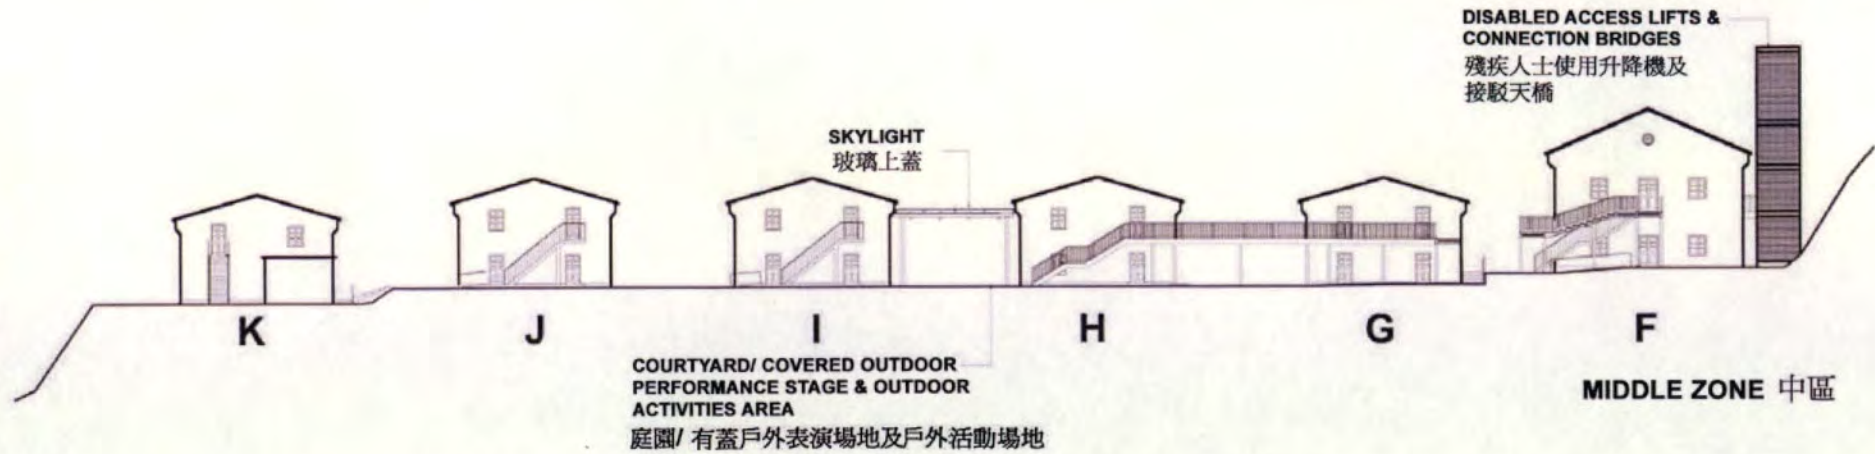 DISABLED ACCESS LIFTS &
CONNECTION BRIDGES
殘疾人士使用升降機及
接駁天橋
SKYLIGHT
玻璃上蓋
K
J
I
H
G
F
COURTYARD/ COVERED OUTDOOR
PERFORMANCE STAGE & OUTDOOR
ACTIVITIES AREA
庭園/ 有蓋戶外表演場地及戶外活動場地
MIDDLE ZONE 中區